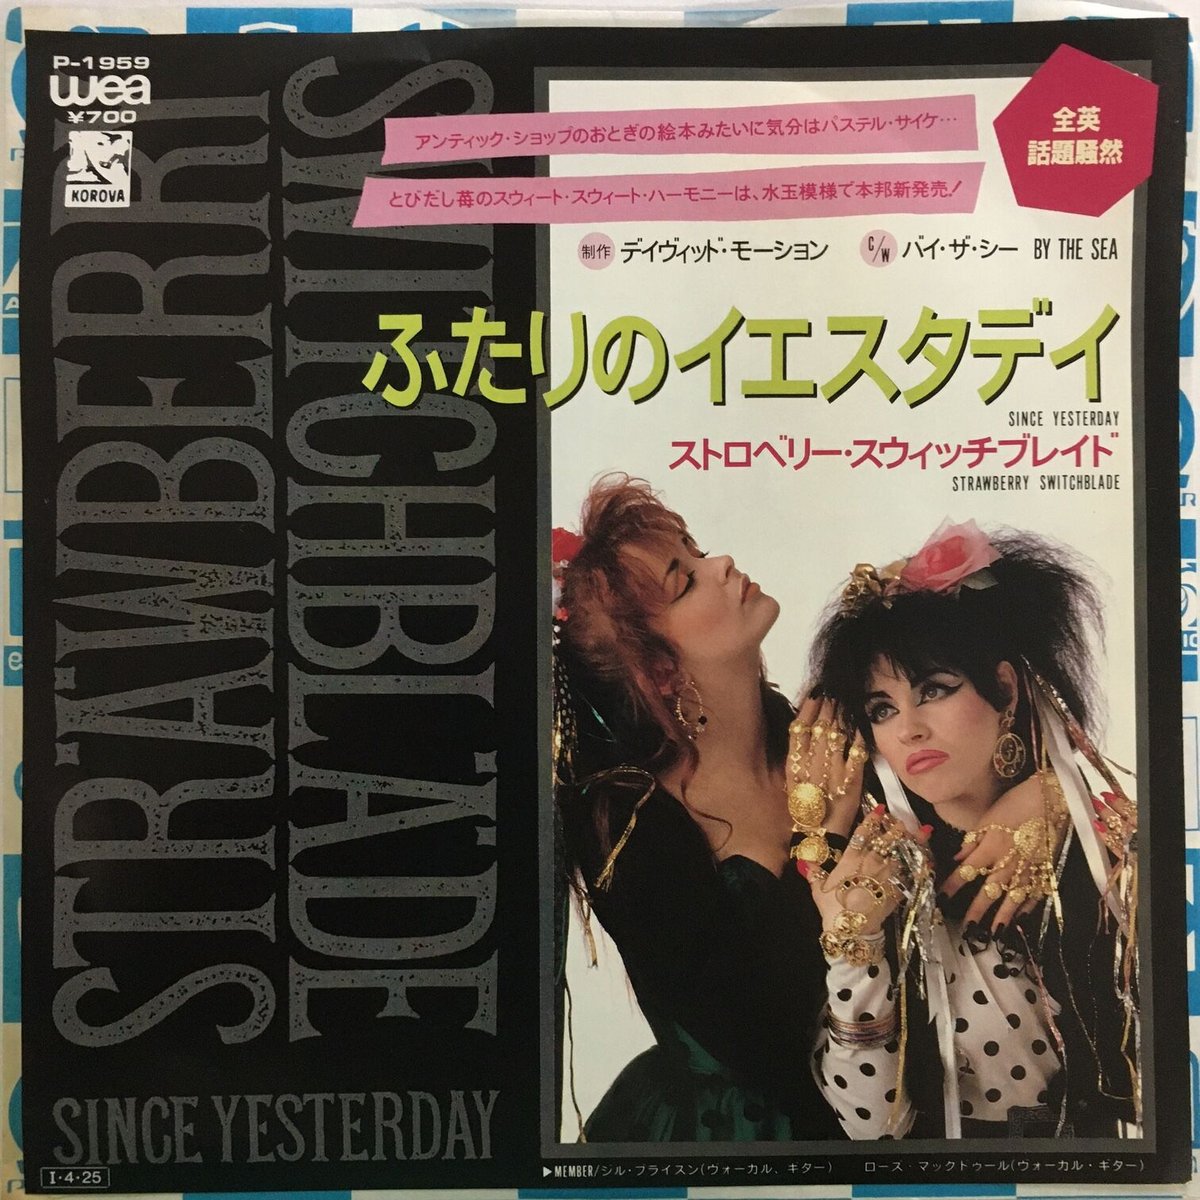 P-1959
wea
¥700
KOROVA
STRAWBERRY
SWITCHBLADE
SINCE YESTERDAY
I・4・25
アンティック・ショップのおとぎの絵本みたいに気分はパステル・サイケ…
とびだし苺のスウィート・スウィート・ハーモニーは、水玉模様で本邦新発売!
全英
話題騒然
制作 デイヴィッド・モーション C/W バイ・ザ・シー BY THE SEA
ふたりのイエスタデイ
SINCE YESTERDAY
ストロベリー・スウィッチブレイド
STRAWBERRY SWITCHBLADE
▶MEMBER/ジル・ブライスン(ヴォーカル、ギター) ローズ・マックドゥール(ヴォーカル・ギター)